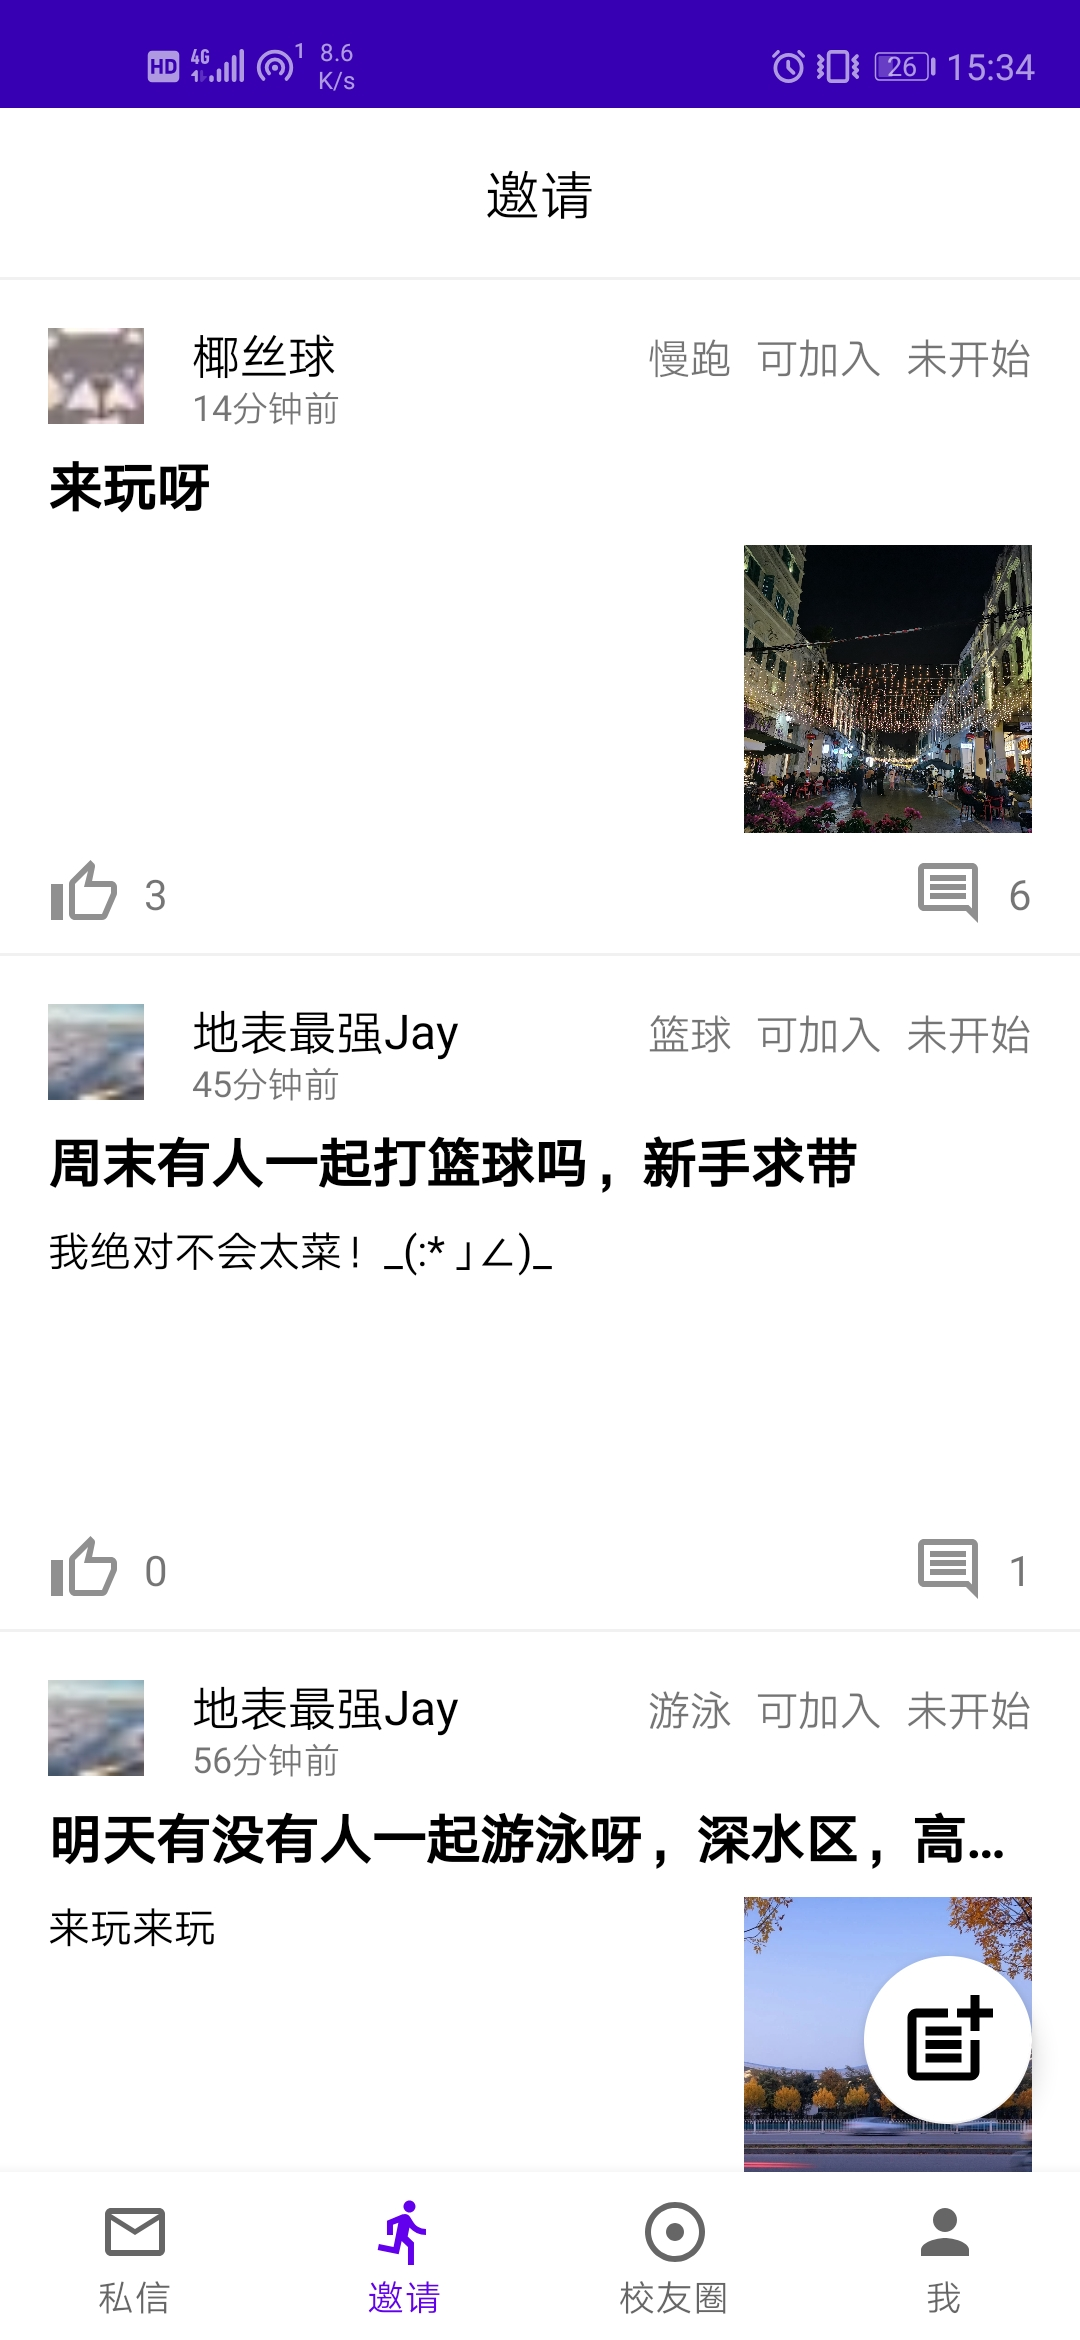 HD 4G 1 8.6 K/s 26 15:34
邀请
椰丝球 慢跑 可加入 未开始
14分钟前
来玩呀
3 6
地表最强Jay 篮球 可加入 未开始
45分钟前
周末有人一起打篮球吗，新手求带
我绝对不会太菜！_(:*｣∠)_
0 1
地表最强Jay 游泳 可加入 未开始
56分钟前
明天有没有人一起游泳呀，深水区，高...
来玩来玩
私信 邀请 校友圈 我